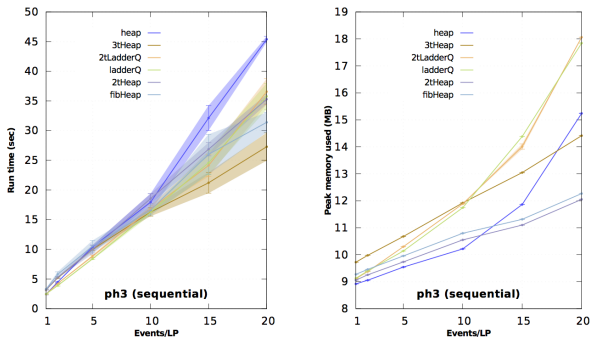 50
45
40
35
30
25
20
15
10
5
0
Run time (sec)
heap
3tHeap
2tLadderQ
ladderQ
2tHeap
fibHeap
ph3 (sequential)
1 5 10 15 20
Events/LP
19
18
17
16
15
14
13
12
11
10
9
8
Peak memory used (MB)
heap
3tHeap
2tLadderQ
ladderQ
2tHeap
fibHeap
ph3 (sequential)
1 5 10 15 20
Events/LP